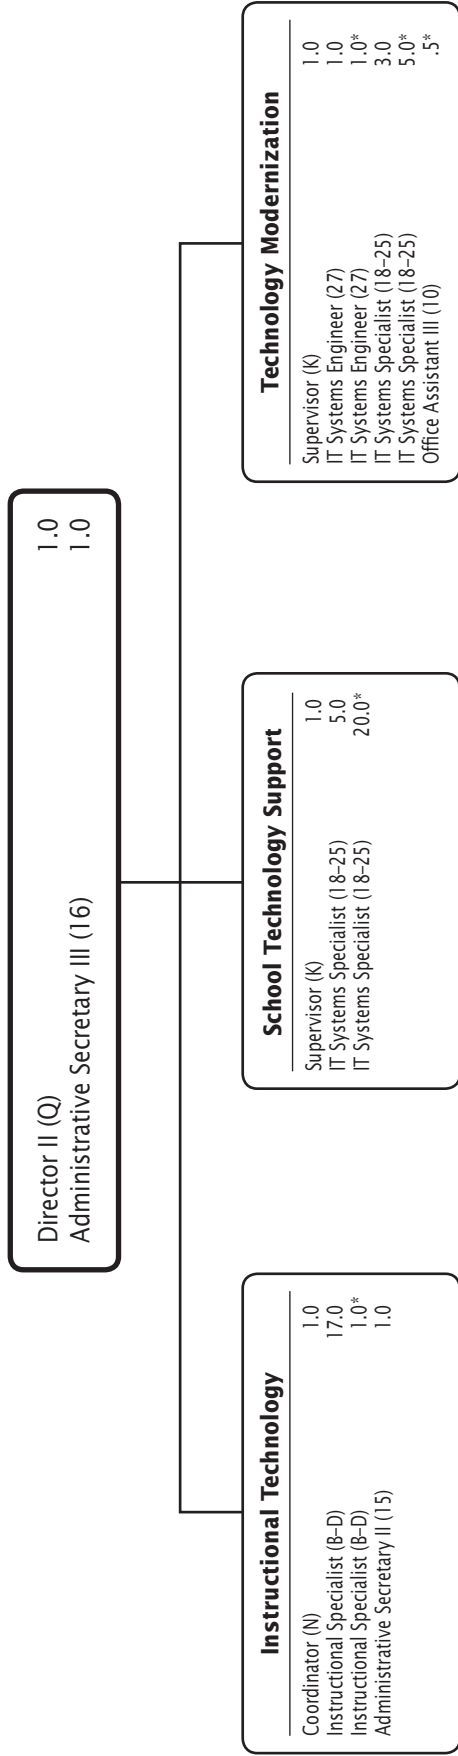 Director II (Q) 1.0
Administrative Secretary III (16) 1.0
Instructional Technology
Coordinator (N) 1.0
Instructional Specialist (B–D) 17.0
Instructional Specialist (B–D) 1.0*
Administrative Secretary II (15) 1.0
School Technology Support
Supervisor (K) 1.0
IT Systems Specialist (18–25) 5.0
IT Systems Specialist (18–25) 20.0*
Technology Modernization
Supervisor (K) 1.0
IT Systems Engineer (27) 1.0
IT Systems Engineer (27) 1.0*
IT Systems Specialist (18–25) 3.0
IT Systems Specialist (18–25) 5.0*
Office Assistant III (10) .5*